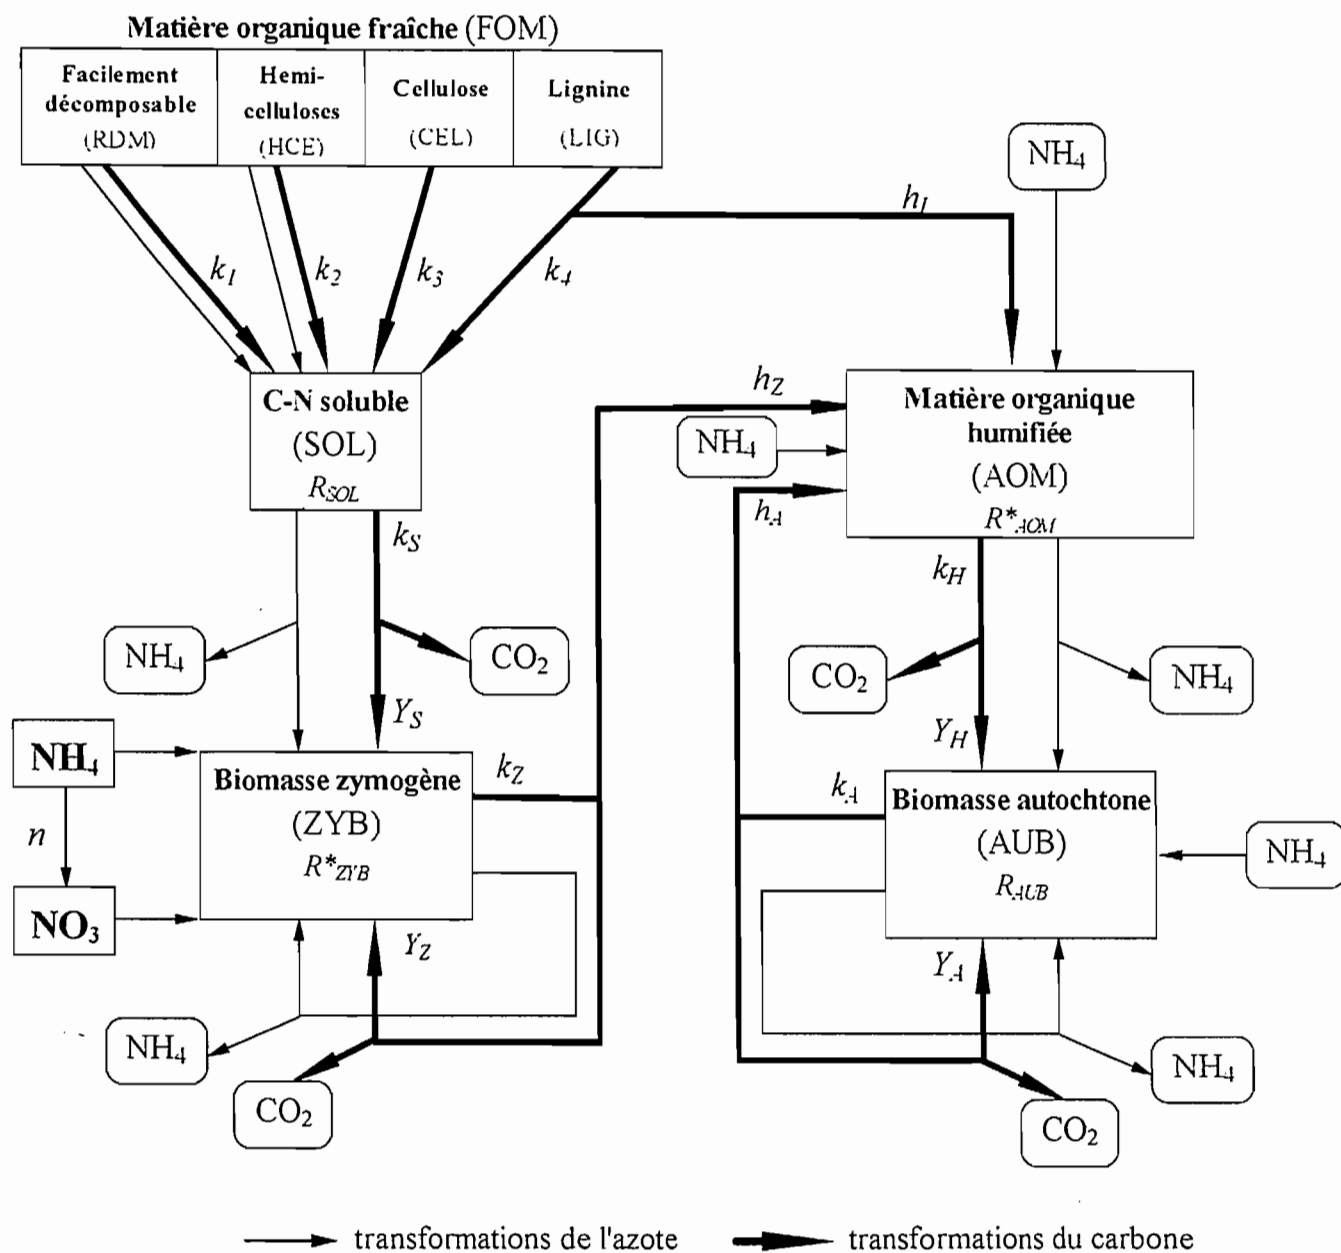 Matière organique fraîche (FOM)
Facilement
décomposable
(RDM)
Hemi-
celluloses
(HCE)
Cellulose
(CEL)
Lignine
(LIG)
NH4
hL
k1
k2
k3
k4
C-N soluble
(SOL)
RSOL
hZ
NH4
hA
Matière organique
humifiée
(AOM)
R*AOM
kS
kH
NH4
CO2
CO2
NH4
YS
YH
NH4
n
NO3
Biomasse zymogène
(ZYB)
R*ZYB
kZ
kA
Biomasse autochtone
(AUB)
RAUB
NH4
YZ
YA
NH4
CO2
NH4
CO2
transformations de l'azote
transformations du carbone